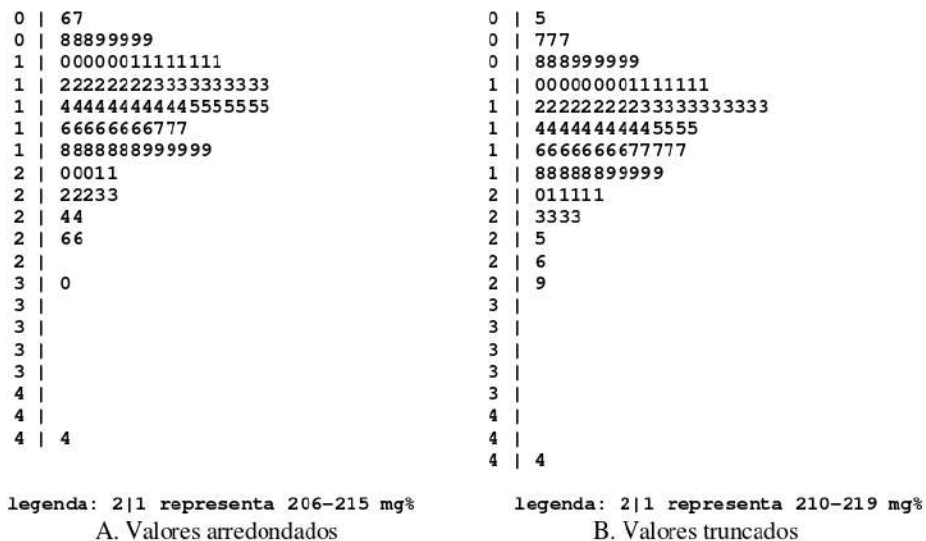 0 | 67
0 | 88899999
1 | 00000011111111
1 | 222222223333333333
1 | 444444444445555555
1 | 66666666777
1 | 8888888999999
2 | 00011
2 | 22233
2 | 44
2 | 66
2 |
3 | 0
3 |
3 |
3 |
3 |
4 |
4 |
4 | 4
legenda: 2|1 representa 206-215 mg%
A. Valores arredondados
0 | 5
0 | 777
0 | 888999999
1 | 000000001111111
1 | 22222222233333333333
1 | 44444444445555
1 | 6666666677777
1 | 88888899999
2 | 011111
2 | 3333
2 | 5
2 | 6
2 | 9
3 |
3 |
3 |
3 |
3 |
4 |
4 |
4 | 4
legenda: 2|1 representa 210-219 mg%
B. Valores truncados